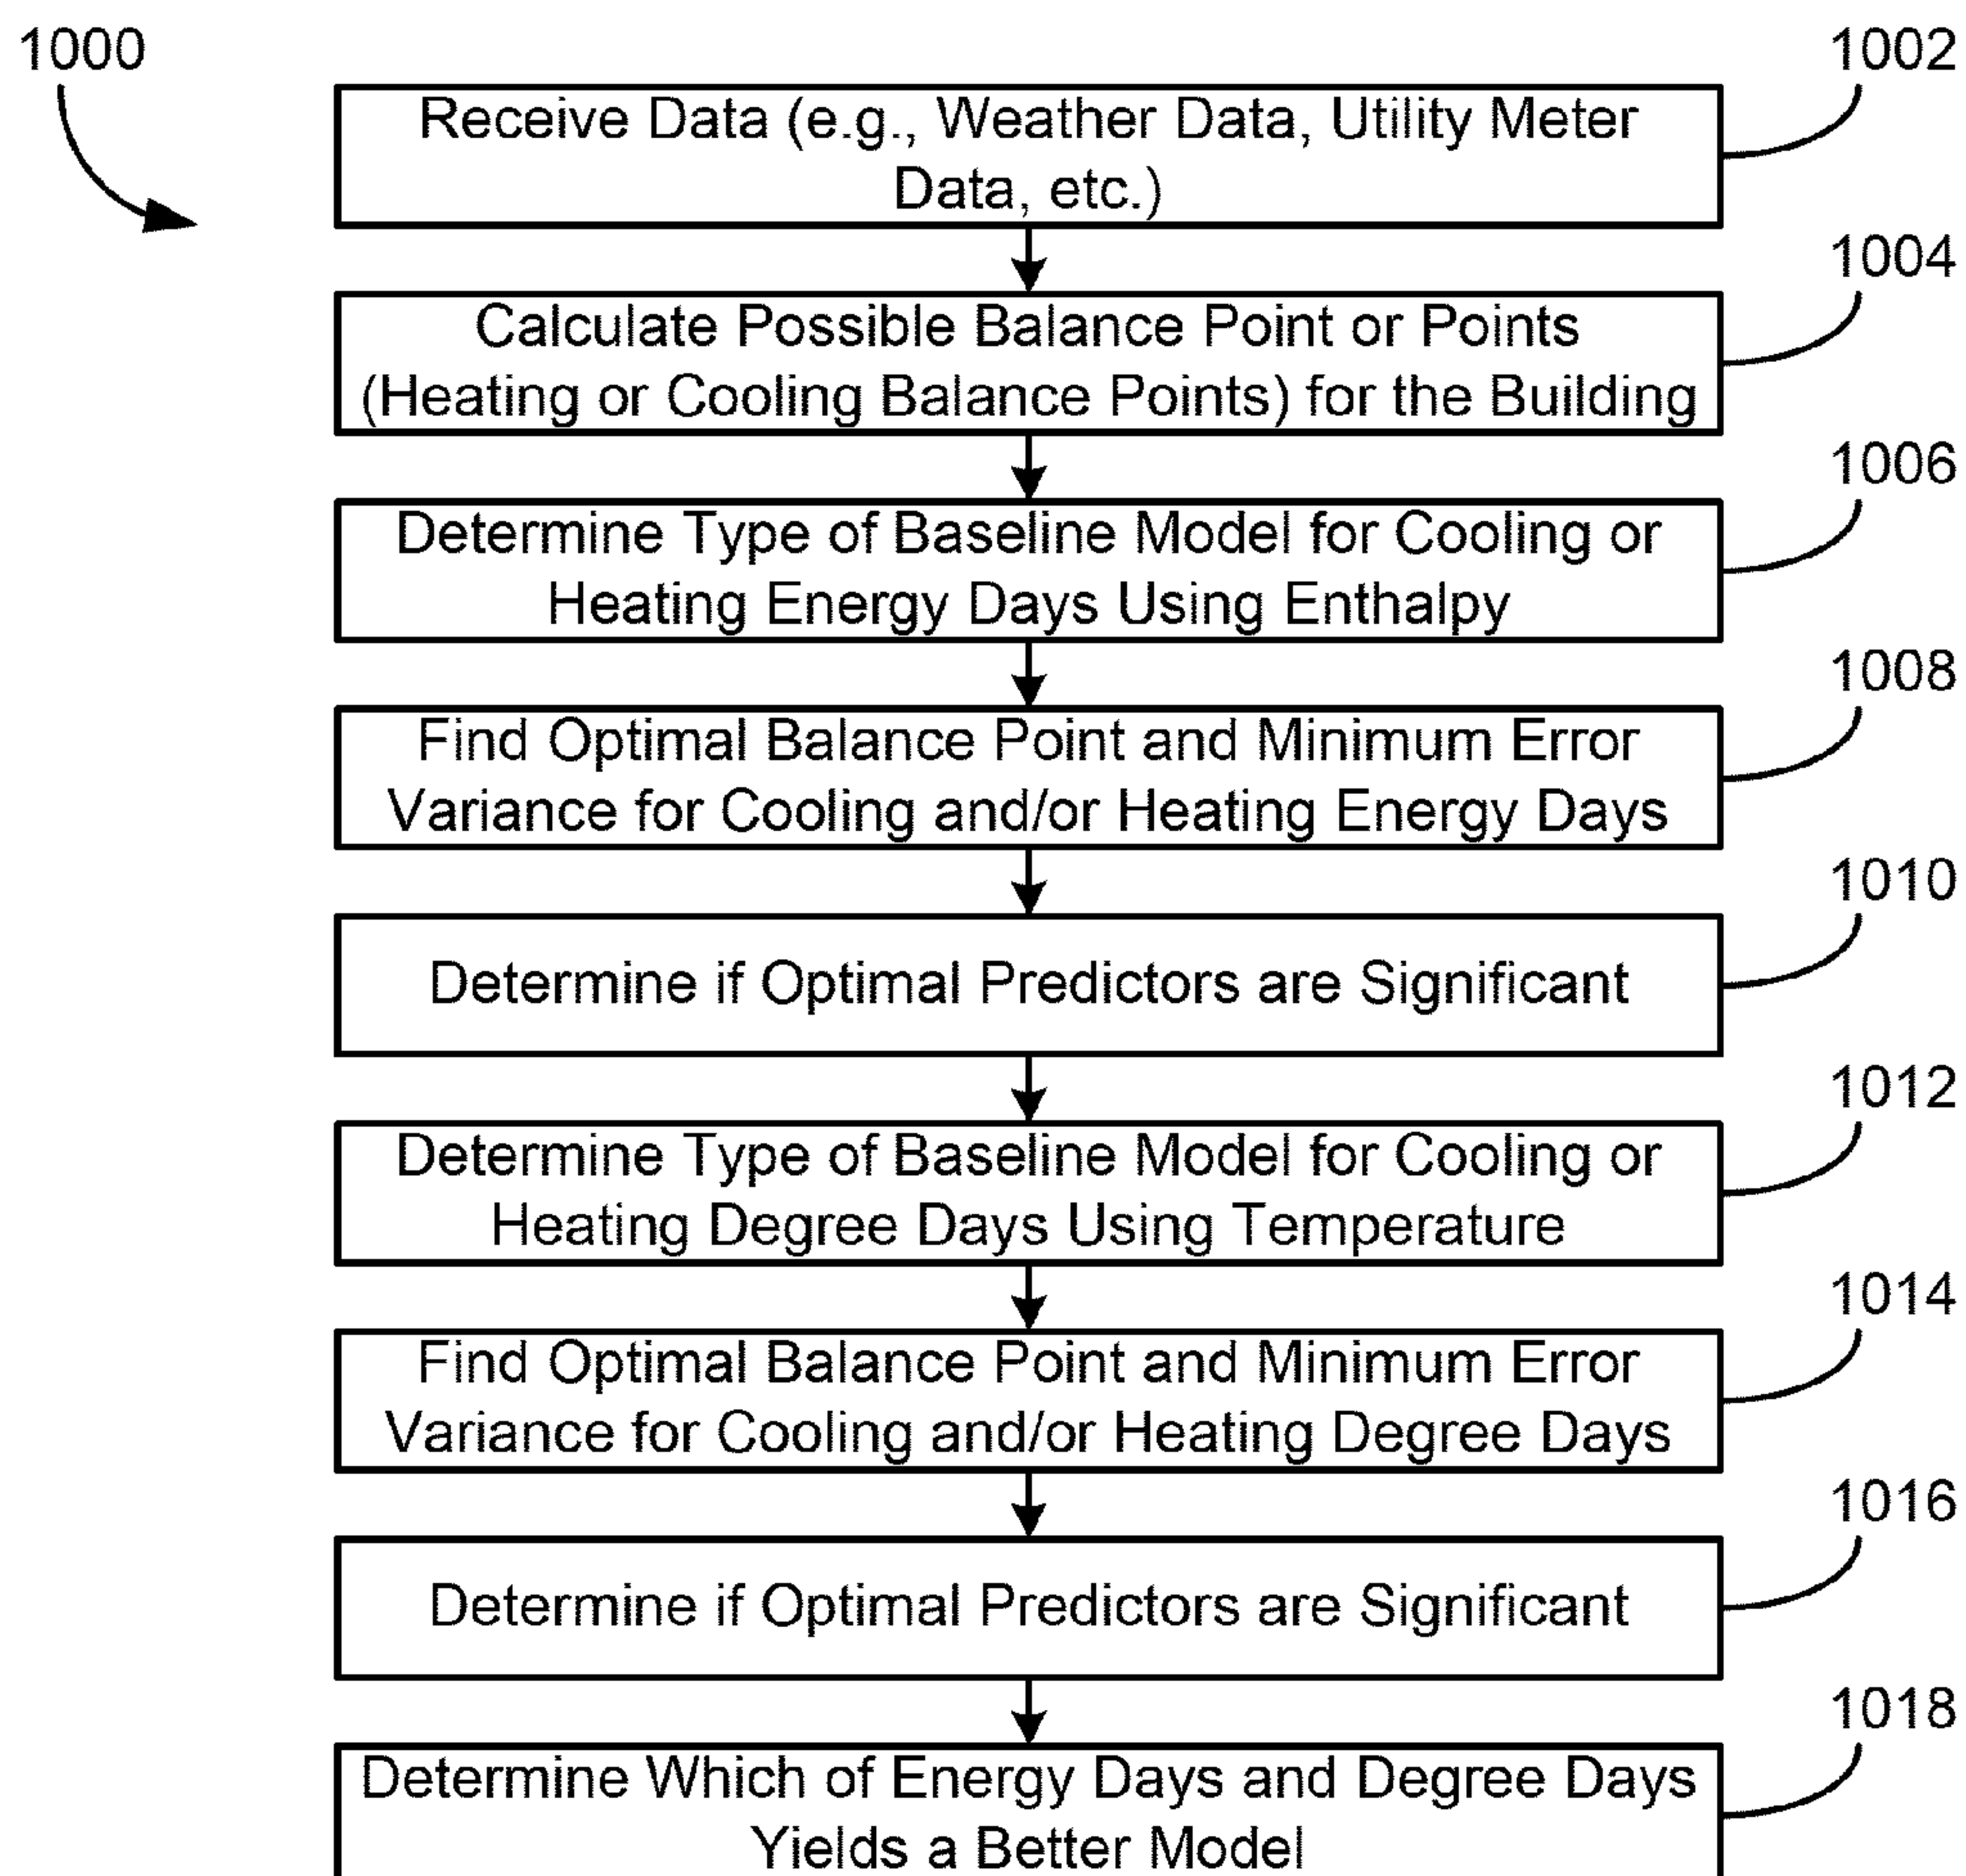 1000
1002
Receive Data (e.g., Weather Data, Utility Meter
Data, etc.)
1004
Calculate Possible Balance Point or Points
(Heating or Cooling Balance Points) for the Building
1006
Determine Type of Baseline Model for Cooling or
Heating Energy Days Using Enthalpy
1008
Find Optimal Balance Point and Minimum Error
Variance for Cooling and/or Heating Energy Days
1010
Determine if Optimal Predictors are Significant
1012
Determine Type of Baseline Model for Cooling or
Heating Degree Days Using Temperature
1014
Find Optimal Balance Point and Minimum Error
Variance for Cooling and/or Heating Degree Days
1016
Determine if Optimal Predictors are Significant
1018
Determine Which of Energy Days and Degree Days
Yields a Better Model